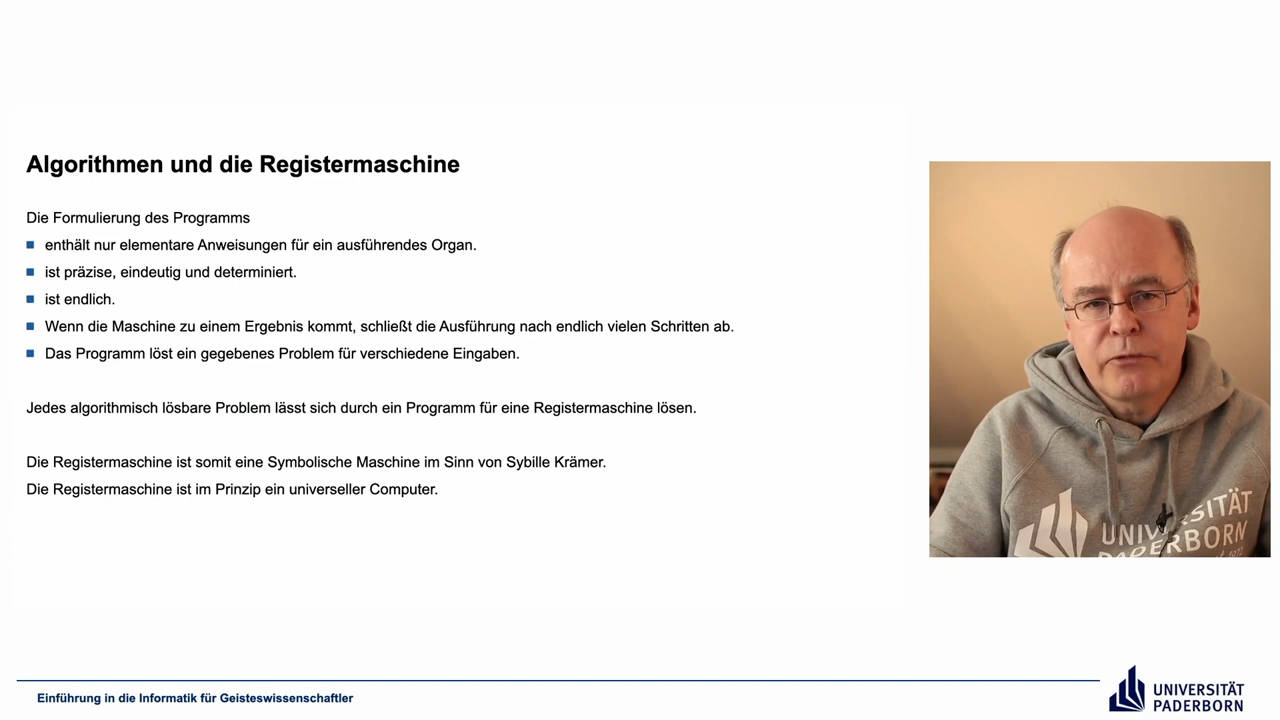 Algorithmen und die Registermaschine
Die Formulierung des Programms
enthält nur elementare Anweisungen für ein ausführendes Organ.
ist präzise, eindeutig und determiniert.
ist endlich.
Wenn die Maschine zu einem Ergebnis kommt, schließt die Ausführung nach endlich vielen Schritten ab.
Das Programm löst ein gegebenes Problem für verschiedene Eingaben.
Jedes algorithmisch lösbare Problem lässt sich durch ein Programm für eine Registermaschine lösen.
Die Registermaschine ist somit eine Symbolische Maschine im Sinn von Sybille Krämer.
Die Registermaschine ist im Prinzip ein universeller Computer.
UNIVERSITÄT
PADERBORN
Einführung in die Informatik für Geisteswissenschaftler
UNIVERSITÄT
PADERBORN